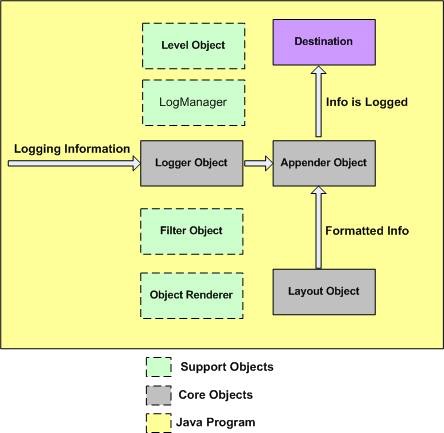 Level Object
Destination
LogManager
Info is Logged
Logging Information
Logger Object
Appender Object
Filter Object
Formatted Info
Object Renderer
Layout Object
Support Objects
Core Objects
Java Program